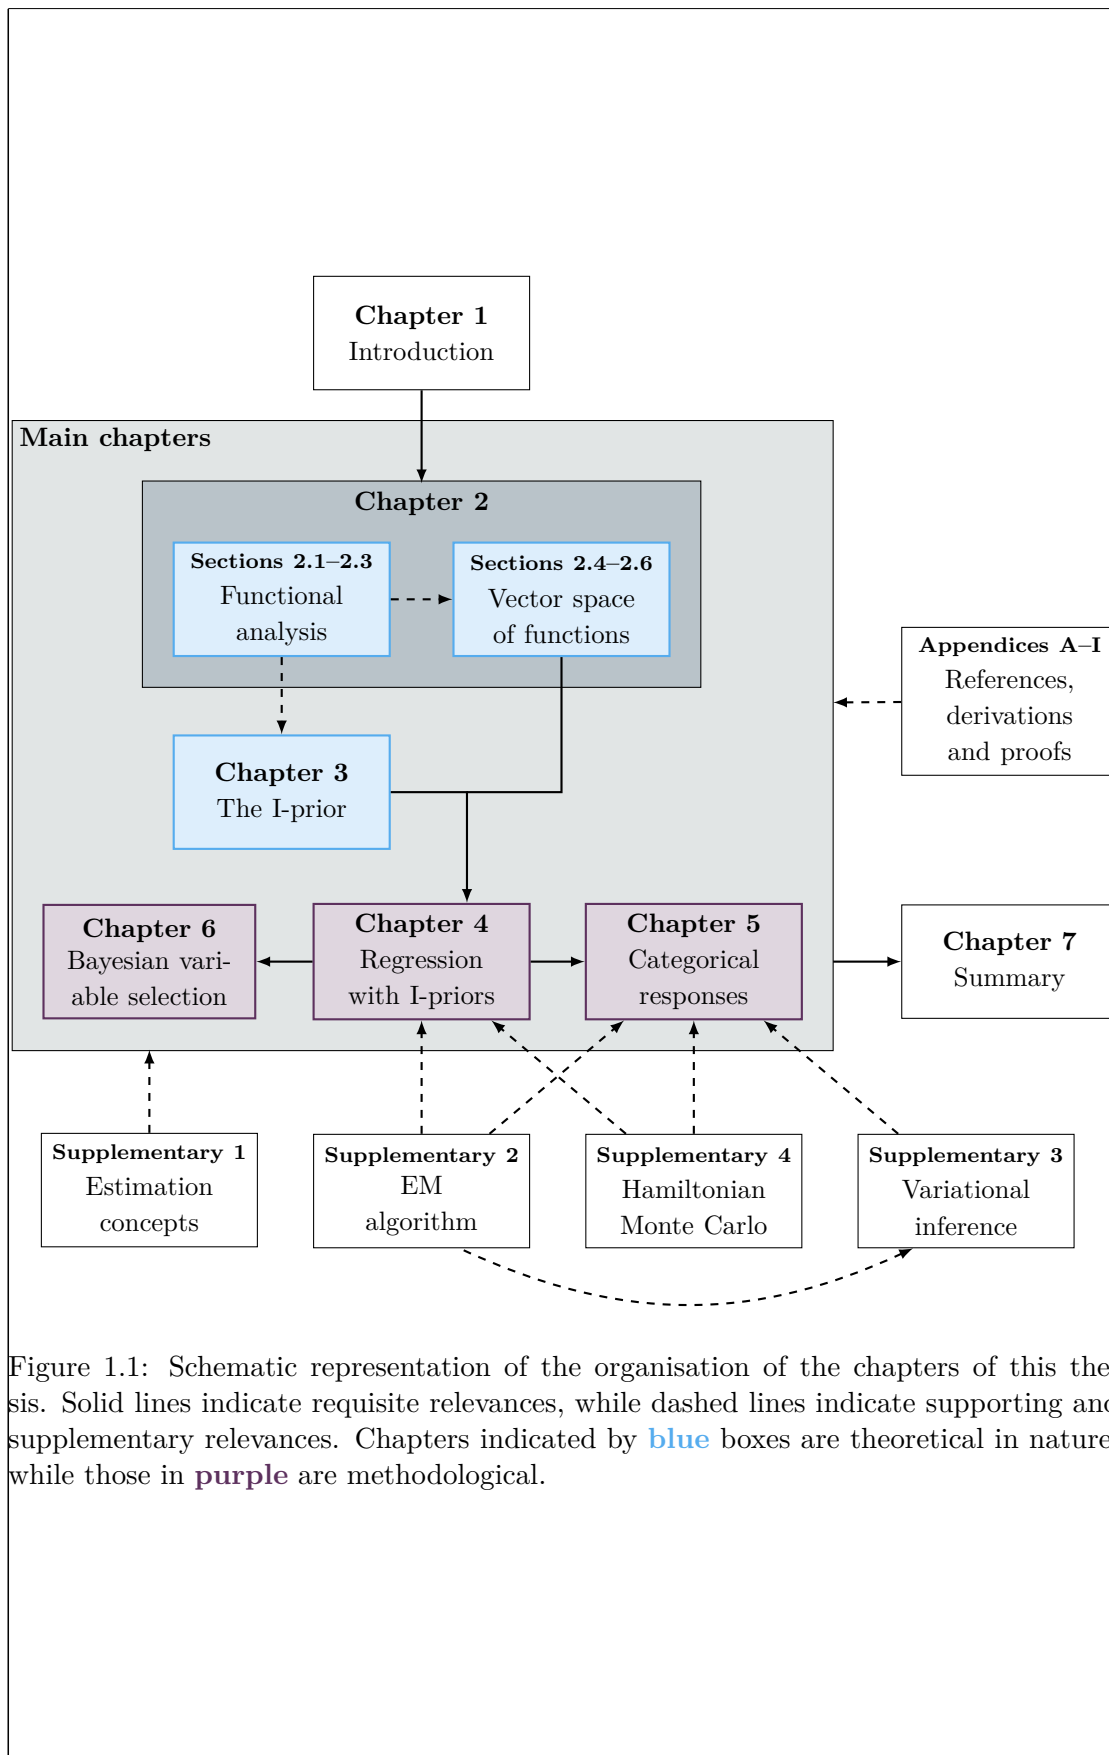 Chapter 1
Introduction
Main chapters
Chapter 2
Sections 2.1–2.3
Functional
analysis
Sections 2.4–2.6
Vector space
of functions
Appendices A–I
References,
derivations
and proofs
Chapter 3
The I-prior
Chapter 6
Bayesian vari-
able selection
Chapter 4
Regression
with I-priors
Chapter 5
Categorical
responses
Chapter 7
Summary
Supplementary 1
Estimation
concepts
Supplementary 2
EM
algorithm
Supplementary 4
Hamiltonian
Monte Carlo
Supplementary 3
Variational
inference
Figure 1.1: Schematic representation of the organisation of the chapters of this the-
sis. Solid lines indicate requisite relevances, while dashed lines indicate supporting and
supplementary relevances. Chapters indicated by blue boxes are theoretical in nature
while those in purple are methodological.